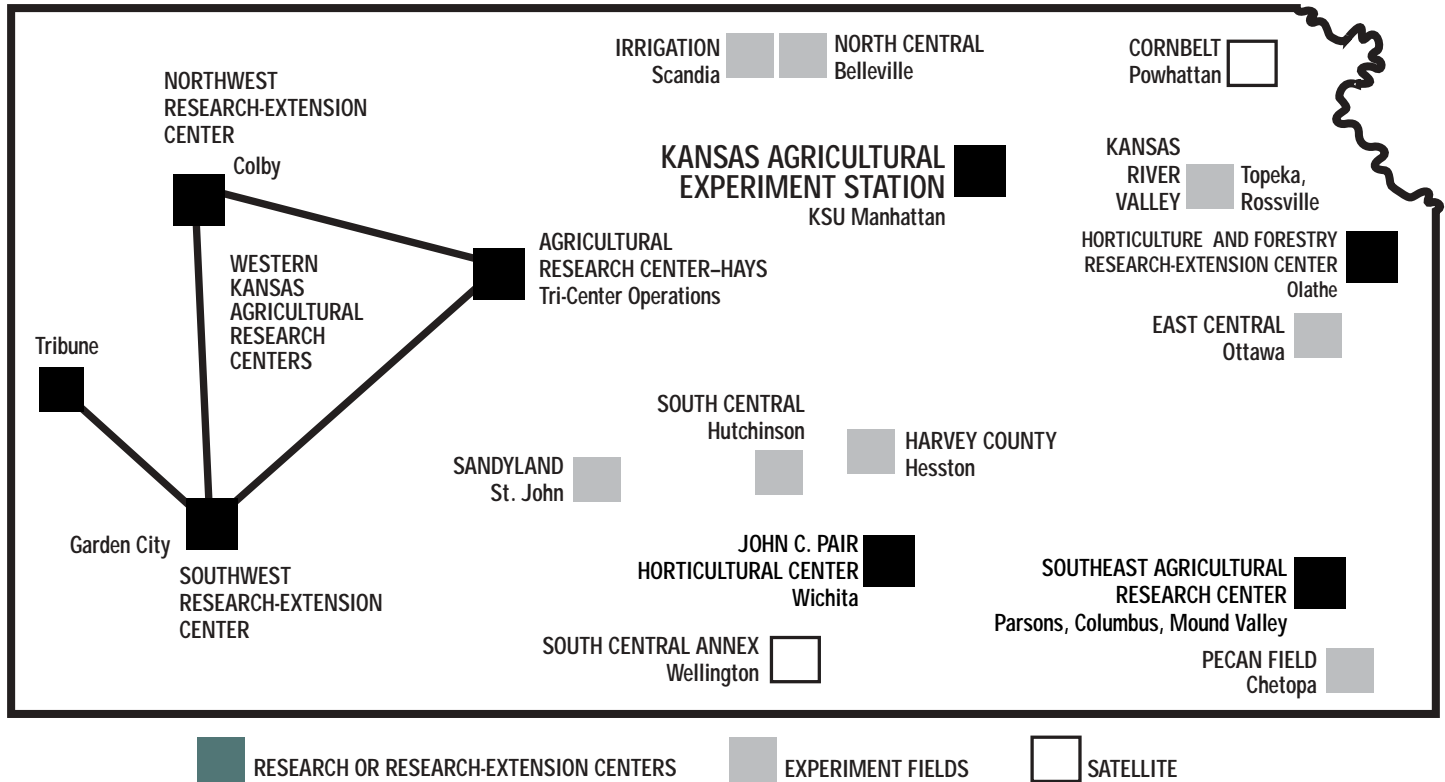 IRRIGATION
Scandia
NORTH CENTRAL
Belleville
CORNBELT
Powhattan
NORTHWEST
RESEARCH-EXTENSION
CENTER
Colby
KANSAS AGRICULTURAL
EXPERIMENT STATION
KSU Manhattan
KANSAS
RIVER
VALLEY
Topeka,
Rossville
AGRICULTURAL
RESEARCH CENTER–HAYS
Tri-Center Operations
HORTICULTURE AND FORESTRY
RESEARCH-EXTENSION CENTER
Olathe
WESTERN
KANSAS
AGRICULTURAL
RESEARCH
CENTERS
EAST CENTRAL
Ottawa
Tribune
SOUTH CENTRAL
Hutchinson
HARVEY COUNTY
Hesston
SANDYLAND
St. John
Garden City
SOUTHWEST
RESEARCH-EXTENSION
CENTER
JOHN C. PAIR
HORTICULTURAL CENTER
Wichita
SOUTHEAST AGRICULTURAL
RESEARCH CENTER
Parsons, Columbus, Mound Valley
SOUTH CENTRAL ANNEX
Wellington
PECAN FIELD
Chetopa
RESEARCH OR RESEARCH-EXTENSION CENTERS
EXPERIMENT FIELDS
SATELLITE